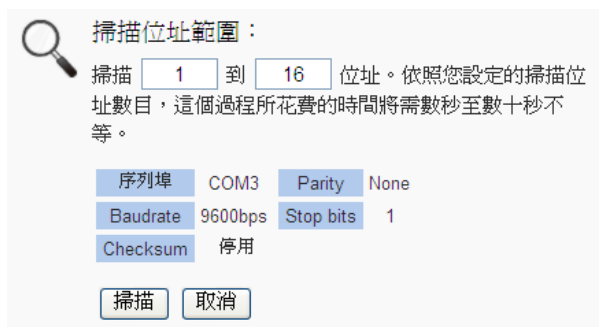 掃描位址範圍：
掃描 1 到 16 位址。依照您設定的掃描位
址數目，這個過程所花費的時間將需數秒至數十秒不
等。
序列埠 COM3 Parity None
Baudrate 9600bps Stop bits 1
Checksum 停用
掃描 取消